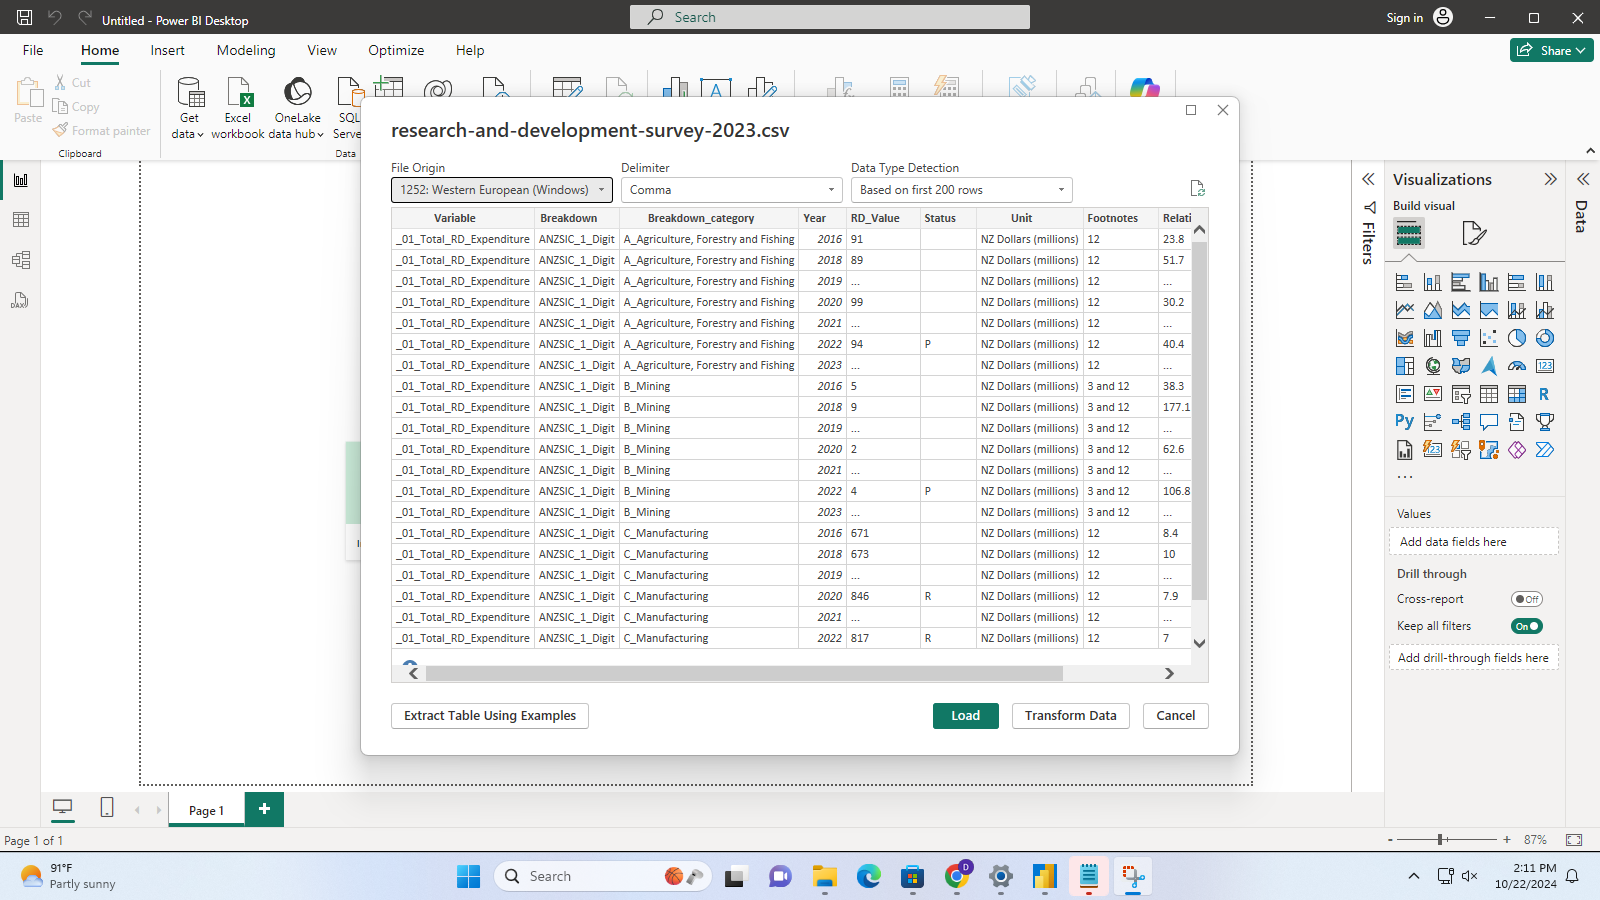 Untitled - Power BI Desktop
Search
Sign in
File Home Insert Modeling View Optimize Help
Share
Paste
Cut
Copy
Format painter
Clipboard
Get data
Excel workbook
OneLake data hub
SQL Serve
Data
research-and-development-survey-2023.csv
File Origin Delimiter Data Type Detection
1252: Western European (Windows) Comma Based on first 200 rows
Variable Breakdown Breakdown_category Year RD_Value Status Unit Footnotes Relati
_01_Total_RD_Expenditure ANZSIC_1_Digit A_Agriculture, Forestry and Fishing 2016 91 NZ Dollars (millions) 12 23.8
_01_Total_RD_Expenditure ANZSIC_1_Digit A_Agriculture, Forestry and Fishing 2018 89 NZ Dollars (millions) 12 51.7
_01_Total_RD_Expenditure ANZSIC_1_Digit A_Agriculture, Forestry and Fishing 2019 ... NZ Dollars (millions) 12 ...
_01_Total_RD_Expenditure ANZSIC_1_Digit A_Agriculture, Forestry and Fishing 2020 99 NZ Dollars (millions) 12 30.2
_01_Total_RD_Expenditure ANZSIC_1_Digit A_Agriculture, Forestry and Fishing 2021 ... NZ Dollars (millions) 12 ...
_01_Total_RD_Expenditure ANZSIC_1_Digit A_Agriculture, Forestry and Fishing 2022 94 P NZ Dollars (millions) 12 40.4
_01_Total_RD_Expenditure ANZSIC_1_Digit A_Agriculture, Forestry and Fishing 2023 ... NZ Dollars (millions) 12 ...
_01_Total_RD_Expenditure ANZSIC_1_Digit B_Mining 2016 5 NZ Dollars (millions) 3 and 12 38.3
_01_Total_RD_Expenditure ANZSIC_1_Digit B_Mining 2018 9 NZ Dollars (millions) 3 and 12 177.1
_01_Total_RD_Expenditure ANZSIC_1_Digit B_Mining 2019 ... NZ Dollars (millions) 3 and 12 ...
_01_Total_RD_Expenditure ANZSIC_1_Digit B_Mining 2020 2 NZ Dollars (millions) 3 and 12 62.6
_01_Total_RD_Expenditure ANZSIC_1_Digit B_Mining 2021 ... NZ Dollars (millions) 3 and 12 ...
_01_Total_RD_Expenditure ANZSIC_1_Digit B_Mining 2022 4 P NZ Dollars (millions) 3 and 12 106.8
_01_Total_RD_Expenditure ANZSIC_1_Digit B_Mining 2023 ... NZ Dollars (millions) 3 and 12 ...
_01_Total_RD_Expenditure ANZSIC_1_Digit C_Manufacturing 2016 671 NZ Dollars (millions) 12 8.4
_01_Total_RD_Expenditure ANZSIC_1_Digit C_Manufacturing 2018 673 NZ Dollars (millions) 12 10
_01_Total_RD_Expenditure ANZSIC_1_Digit C_Manufacturing 2019 ... NZ Dollars (millions) 12 ...
_01_Total_RD_Expenditure ANZSIC_1_Digit C_Manufacturing 2020 846 R NZ Dollars (millions) 12 7.9
_01_Total_RD_Expenditure ANZSIC_1_Digit C_Manufacturing 2021 ... NZ Dollars (millions) 12 ...
_01_Total_RD_Expenditure ANZSIC_1_Digit C_Manufacturing 2022 817 R NZ Dollars (millions) 12 7
Extract Table Using Examples
Load
Transform Data
Cancel
Filters
Visualizations
Build visual
R
Py
123
...
Values
Add data fields here
Drill through
Cross-report Off
Keep all filters On
Add drill-through fields here
Data
DAX
Page 1
Page 1 of 1
- + 87%
91°F
Partly sunny
Search
D
2:11 PM
10/22/2024